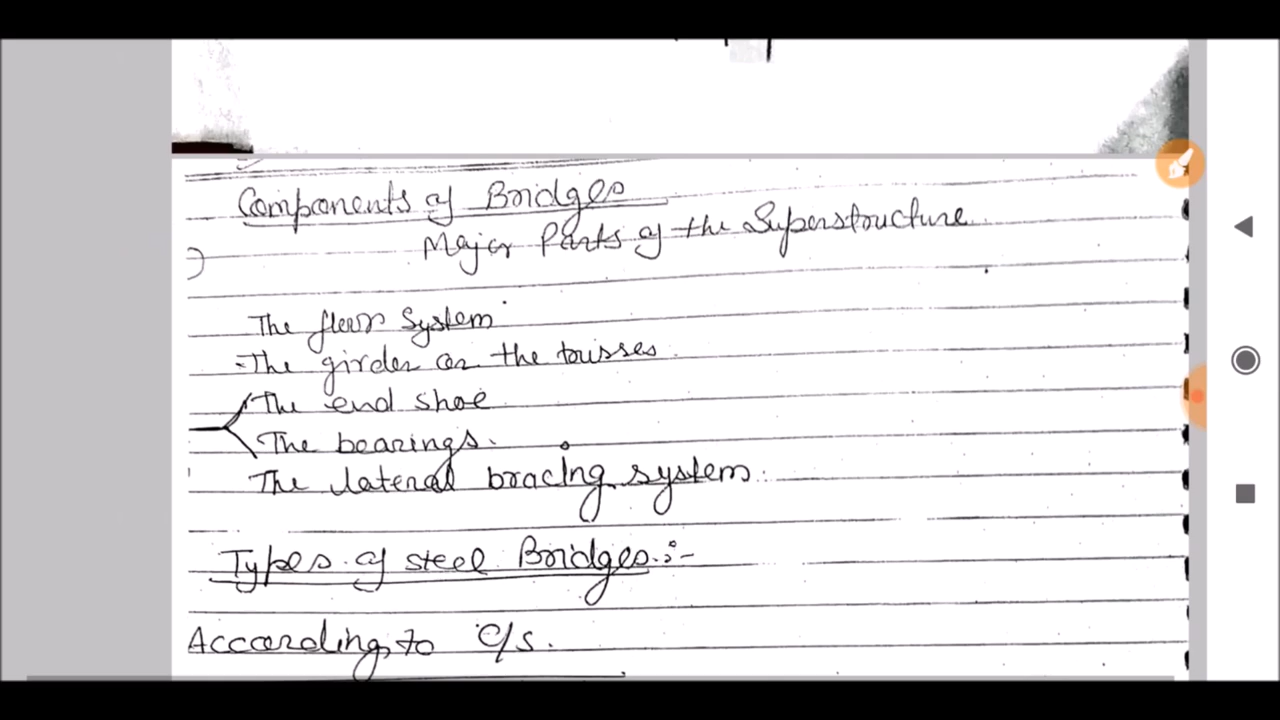 Components of Bridges
Major Parts of the Superstructure
The floor System
The girder or the trusses
The end shoe
The bearings.
The lateral bracing system.
Types of steel Bridges :-
According to C/s.